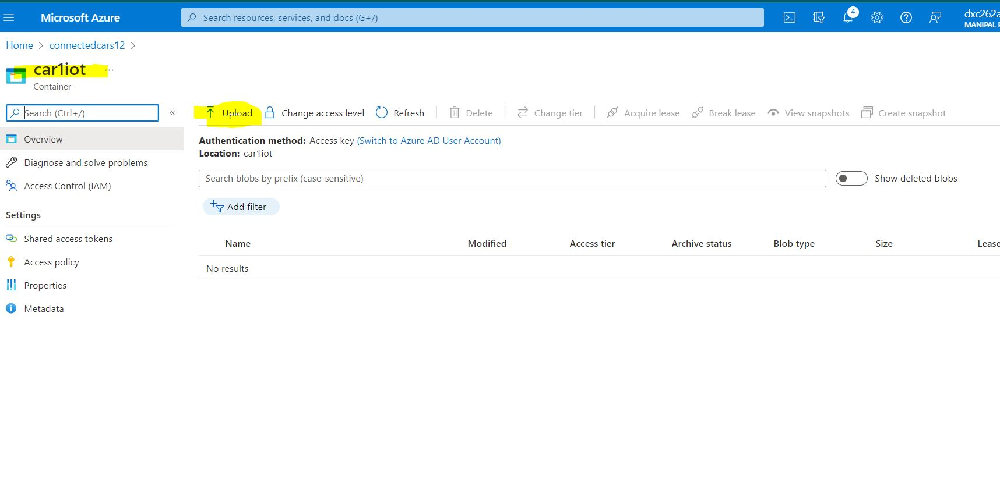 Microsoft Azure
Search resources, services, and docs (G+/)
4
dxc262a
MANIPAL
Home > connectedcars12 >
car1iot ...
Container
Search (Ctrl+/) «
Upload Change access level Refresh Delete Change tier Acquire lease Break lease View snapshots Create snapshot
Overview
Diagnose and solve problems
Access Control (IAM)
Settings
Shared access tokens
Access policy
Properties
Metadata
Authentication method: Access key (Switch to Azure AD User Account)
Location: car1iot
Search blobs by prefix (case-sensitive)
Show deleted blobs
Add filter
Name Modified Access tier Archive status Blob type Size Lease
No results